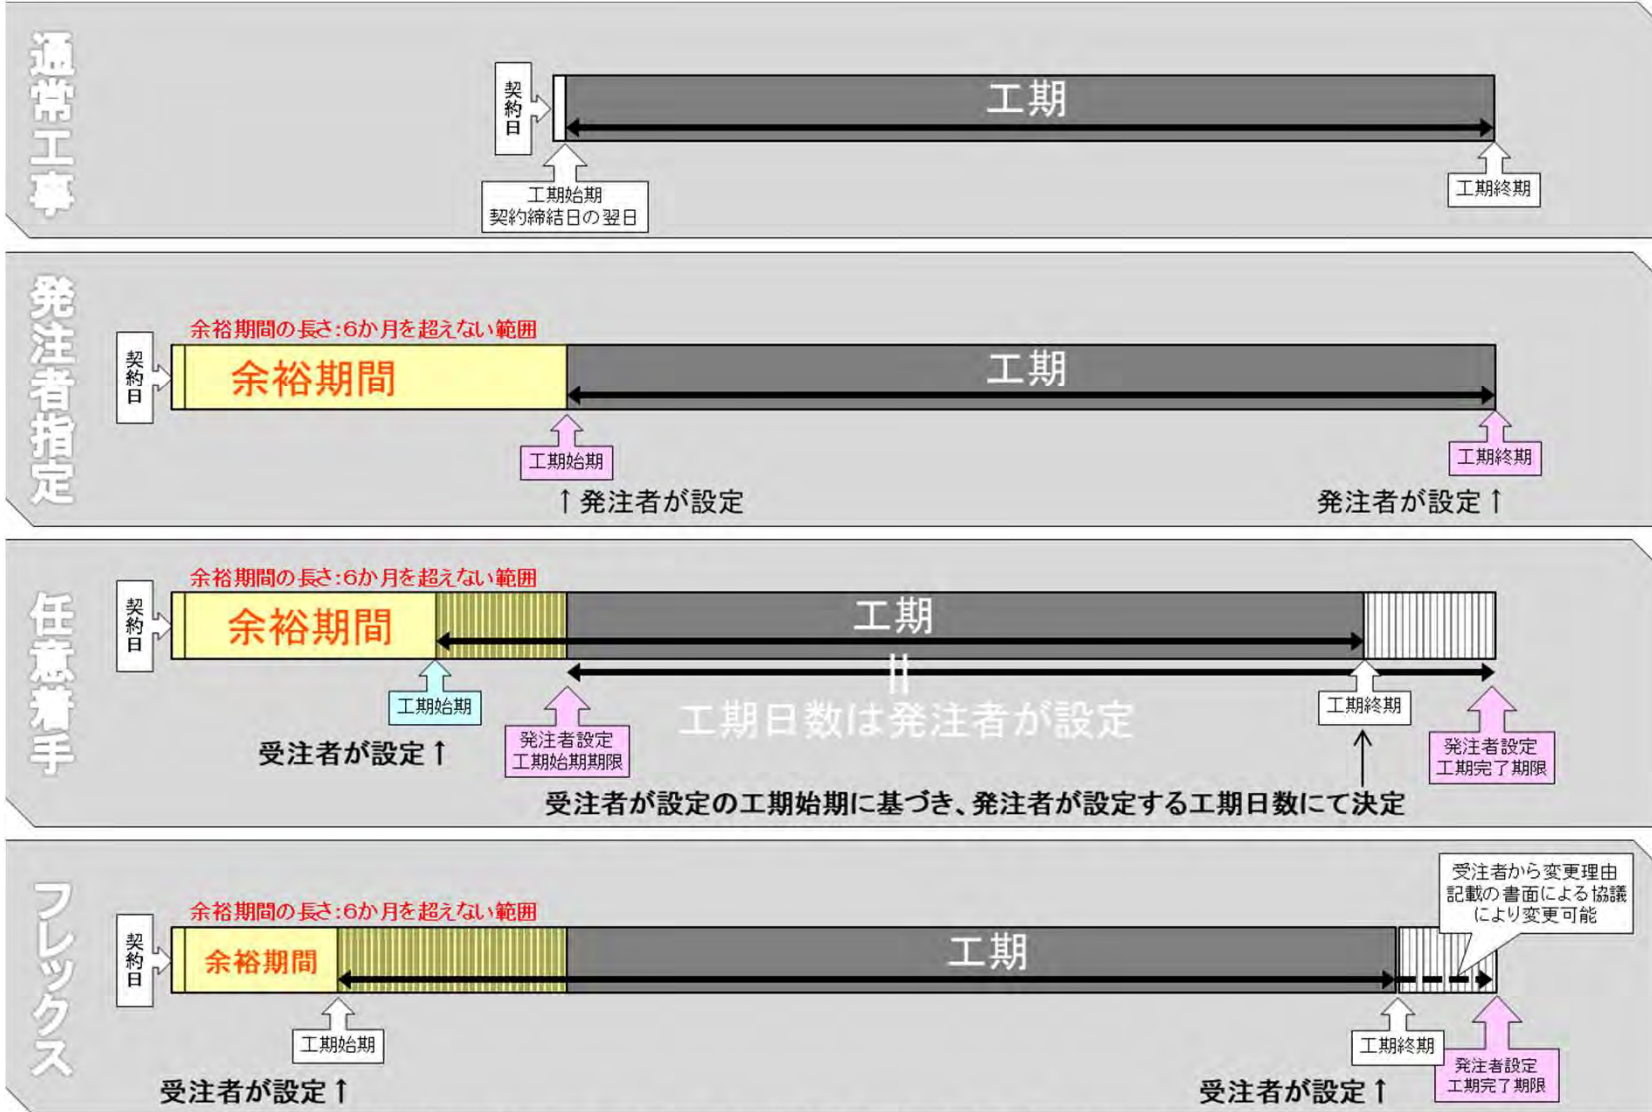 通常工事
契約日
工期
工期始期
契約締結日の翌日
工期終期
発注者指定
余裕期間の長さ:6か月を超えない範囲
契約日
余裕期間
工期
工期始期
工期終期
↑発注者が設定
発注者が設定↑
任意着手
余裕期間の長さ:6か月を超えない範囲
契約日
余裕期間
工期
工期始期
受注者が設定↑
発注者設定
工期始期期限
||
工期日数は発注者が設定
工期終期
発注者設定
工期完了期限
受注者が設定の工期始期に基づき、発注者が設定する工期日数にて決定
フレックス
余裕期間の長さ:6か月を超えない範囲
契約日
余裕期間
工期
受注者から変更理由
記載の書面による協議
により変更可能
工期始期
受注者が設定↑
工期終期
受注者が設定↑
発注者設定
工期完了期限